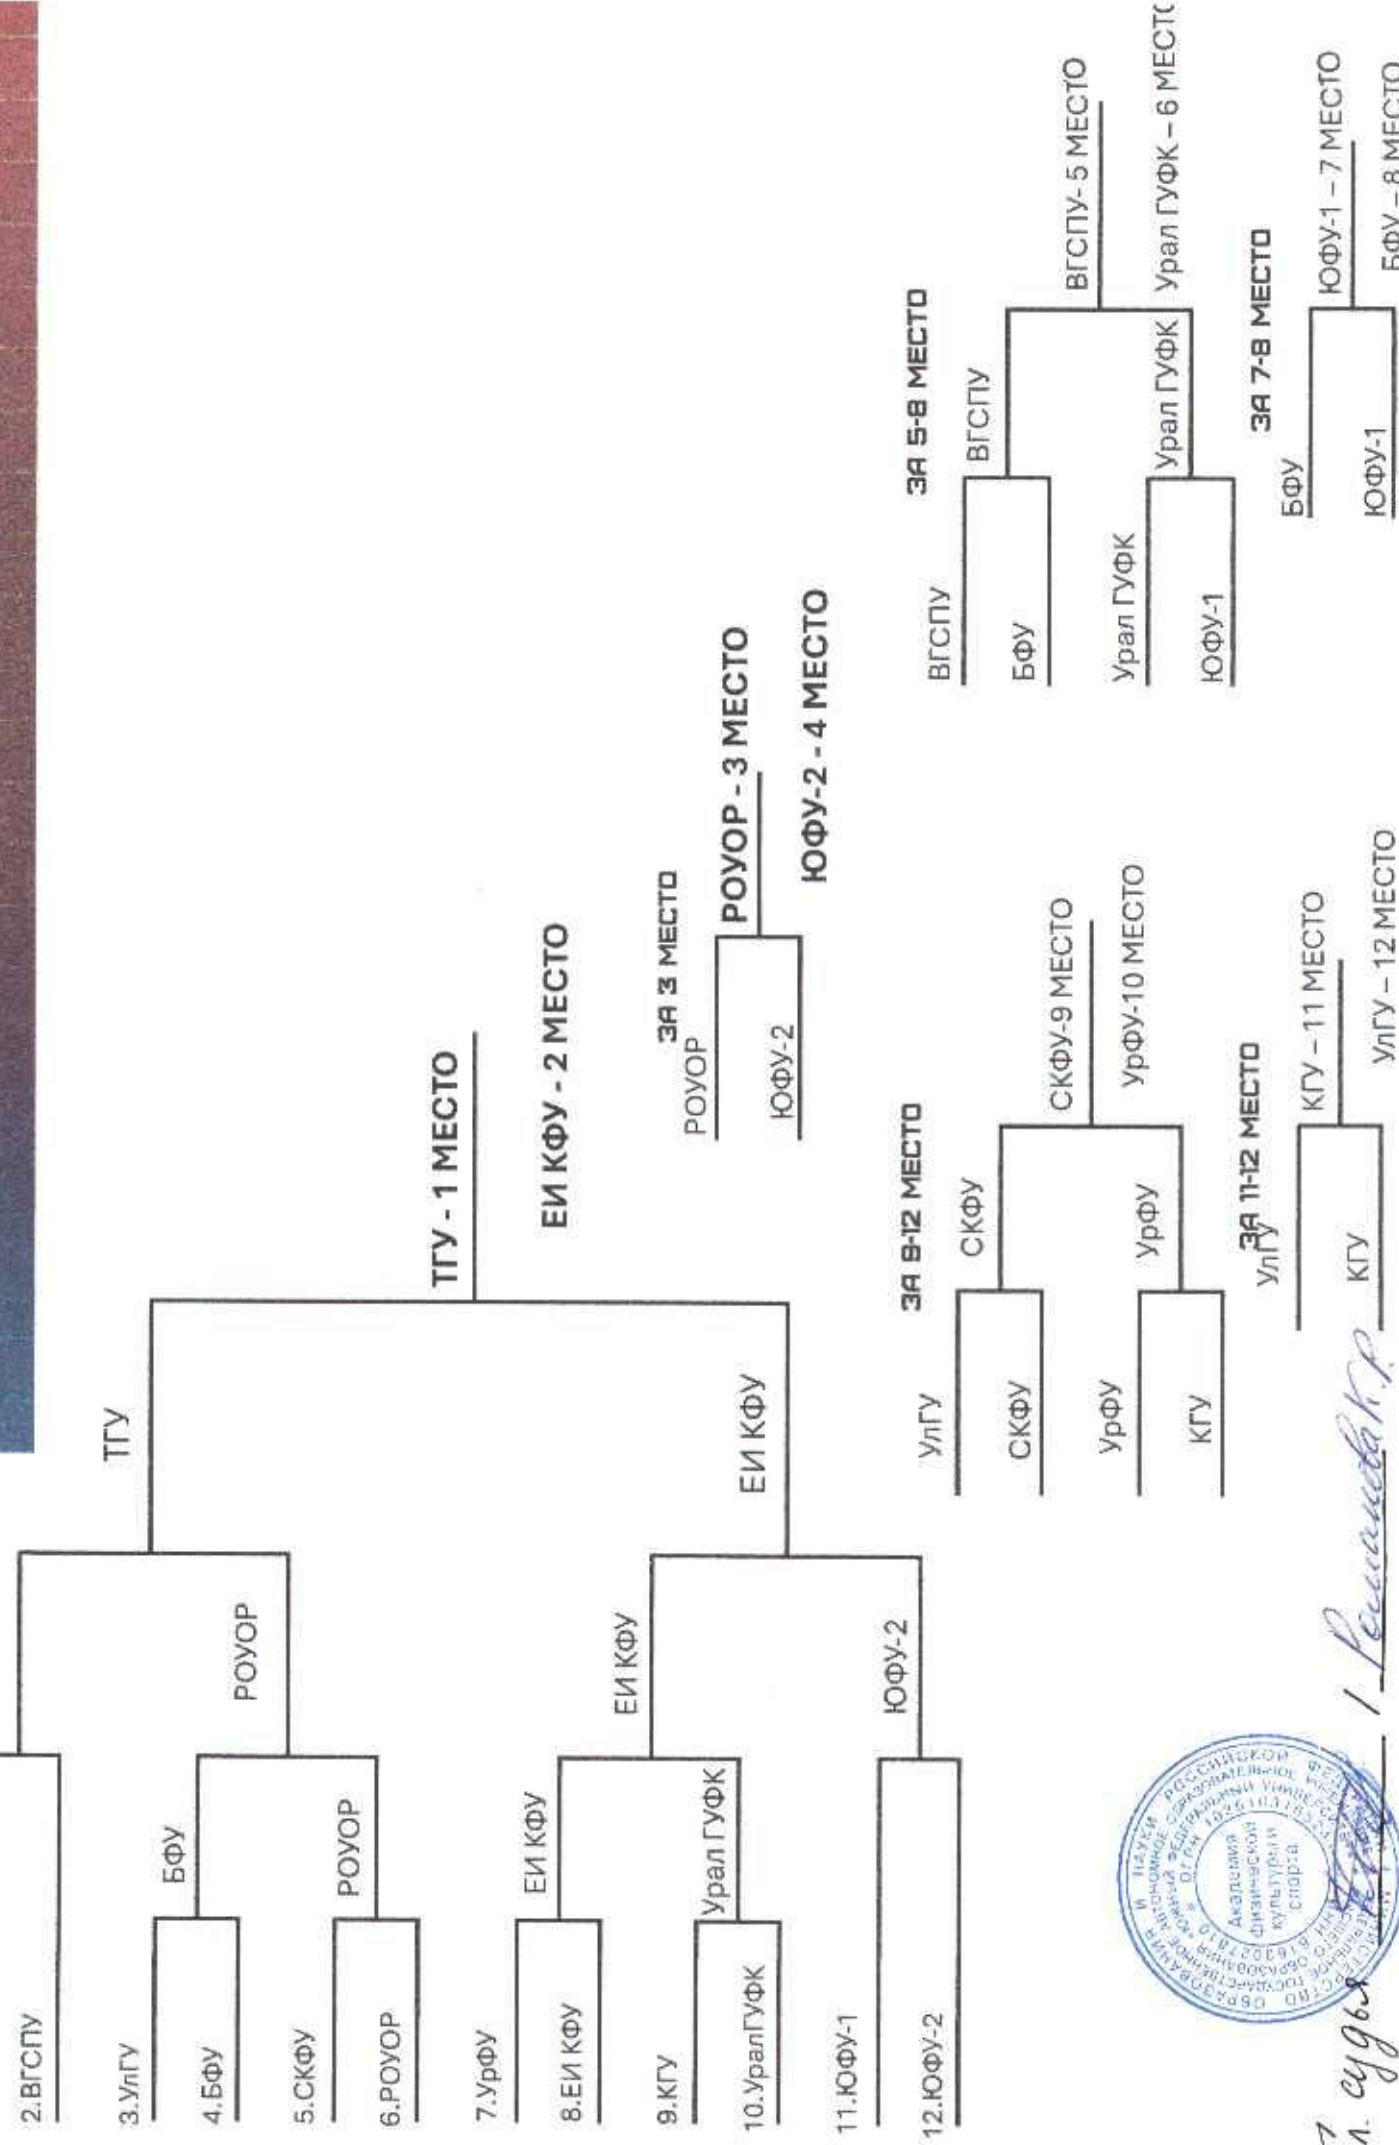 2.ВГСПУ
3.УлГУ
4.БФУ
5.СКФУ
6.РОУОР
7.УрФУ
8.ЕИ КФУ
9.КГУ
10.УралГУФК
11.ЮФУ-1
12.ЮФУ-2
БФУ
РОУОР
ЕИ КФУ
Урал ГУФК
РОУОР
ЕИ КФУ
ЮФУ-2
ТГУ
ЕИ КФУ
ТГУ - 1 МЕСТО
ЕИ КФУ - 2 МЕСТО
ЗА 3 МЕСТО
РОУОР
ЮФУ-2
РОУОР - 3 МЕСТО
ЮФУ-2 - 4 МЕСТО
ЗА 9-12 МЕСТО
УлГУ
СКФУ
УрФУ
КГУ
СКФУ
УрФУ
СКФУ-9 МЕСТО
УрФУ-10 МЕСТО
ЗА 11-12 МЕСТО
УлГУ
КГУ
КГУ – 11 МЕСТО
УлГУ – 12 МЕСТО
ЗА 5-8 МЕСТО
ВГСПУ
БФУ
Урал ГУФК
ЮФУ-1
ВГСПУ
Урал ГУФК
ВГСПУ- 5 МЕСТО
Урал ГУФК – 6 МЕСТО
ЗА 7-8 МЕСТО
БФУ
ЮФУ-1
ЮФУ-1 – 7 МЕСТО
БФУ – 8 МЕСТО
Академия
физической
культуры и
спорта
судья